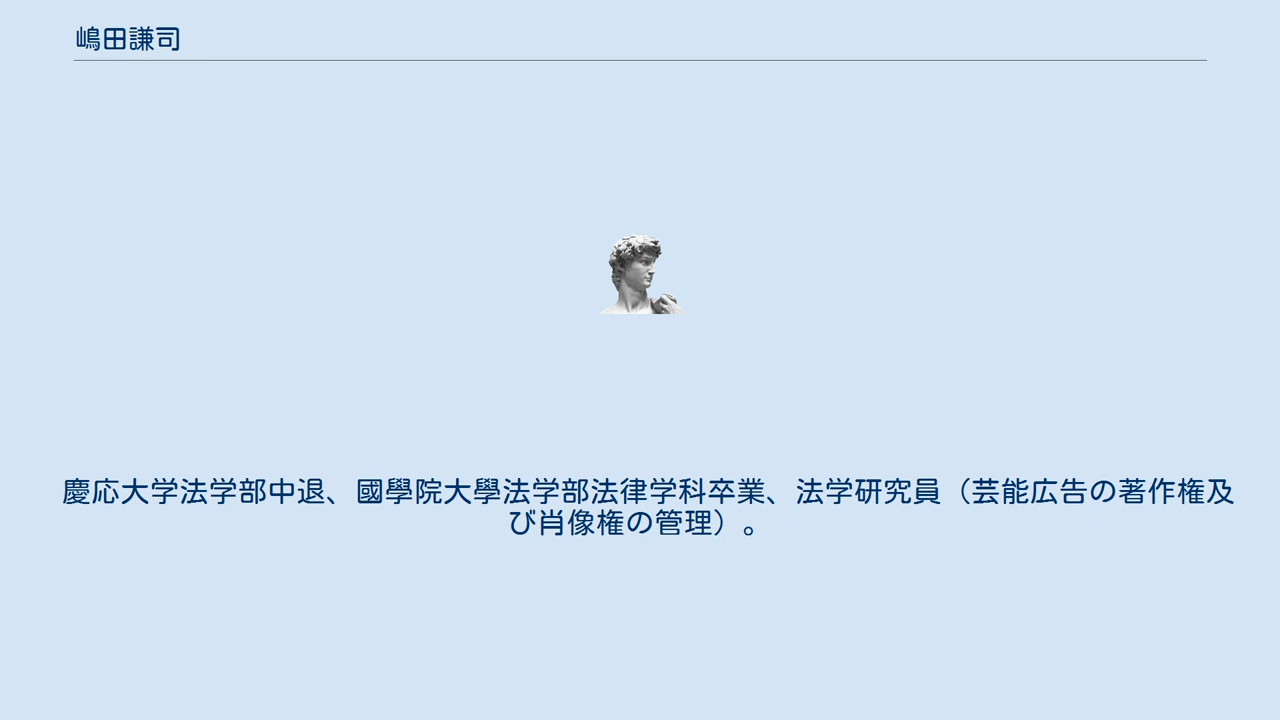 嶋田謙司
慶応大学法学部中退、國學院大學法学部法律学科卒業、法学研究員（芸能広告の著作権及
び肖像権の管理）。